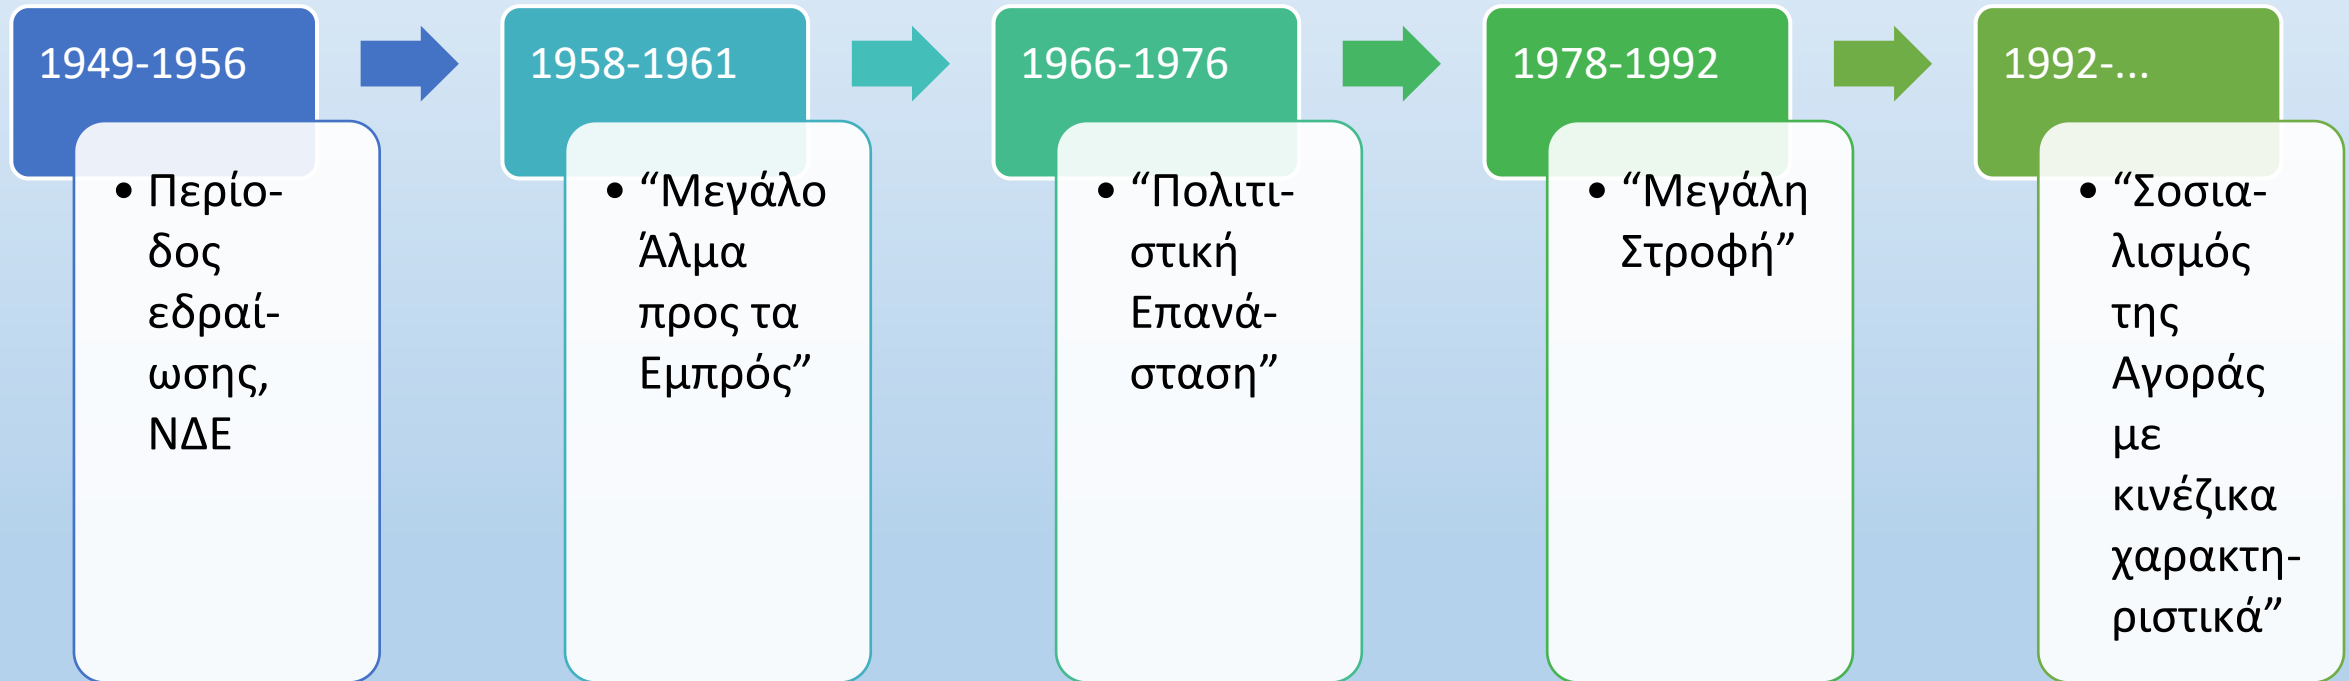 1949-1956
• Περίο-
δος
εδραί-
ωσης,
ΝΔΕ
1958-1961
• “Μεγάλο
Άλμα
προς τα
Εμπρός”
1966-1976
• “Πολιτι-
στική
Επανά-
σταση”
1978-1992
• “Μεγάλη
Στροφή”
1992-...
• “Σοσια-
λισμός
της
Αγοράς
με
κινέζικα
χαρακτη-
ριστικά”